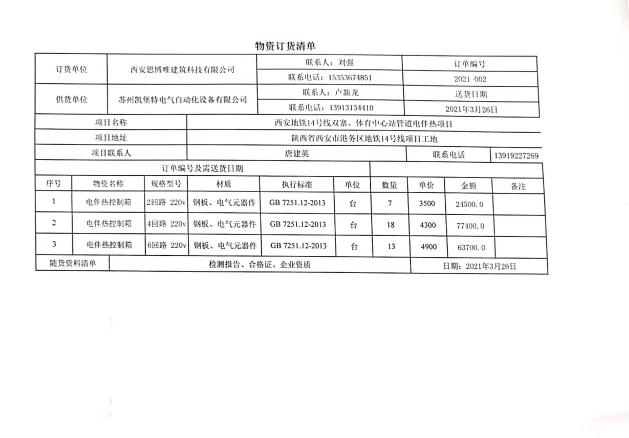 物资订货清单
订货单位 西安思博唯建筑科技有限公司 联系人：刘强 订单编号
联系电话：15353674851 2021-002
供货单位 苏州凯堡特电气自动化设备有限公司 联系人：卢新龙 送货日期
联系电话：13913134410 2021年3月26日
项目名称 西安地铁14号线双寨、体育中心站管道电伴热项目
项目地址 陕西省西安市港务区地铁14号线项目工地
项目联系人 唐建英 联系电话 13919227269
订单编号及需送货日期
序号 物资名称 规格型号 材质 执行标准 单位 数量 单价 金额 备注
1 电伴热控制箱 2回路 220v 钢板、电气元器件 GB 7251.12-2013 台 7 3500 24500.0
2 电伴热控制箱 4回路 220v 钢板、电气元器件 GB 7251.12-2013 台 18 4300 77400.0
3 电伴热控制箱 6回路 220v 钢板、电气元器件 GB 7251.12-2013 台 13 4900 63700.0
随货资料清单 检测报告、合格证、企业资质 日期：2021年3月26日